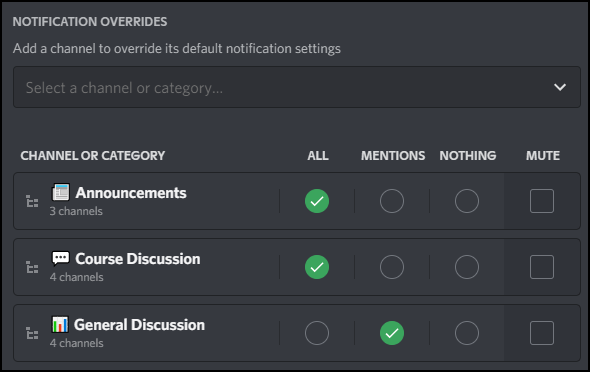 NOTIFICATION OVERRIDES
Add a channel to override its default notification settings
Select a channel or category...
CHANNEL OR CATEGORY ALL MENTIONS NOTHING MUTE
Announcements
3 channels
Course Discussion
4 channels
General Discussion
4 channels